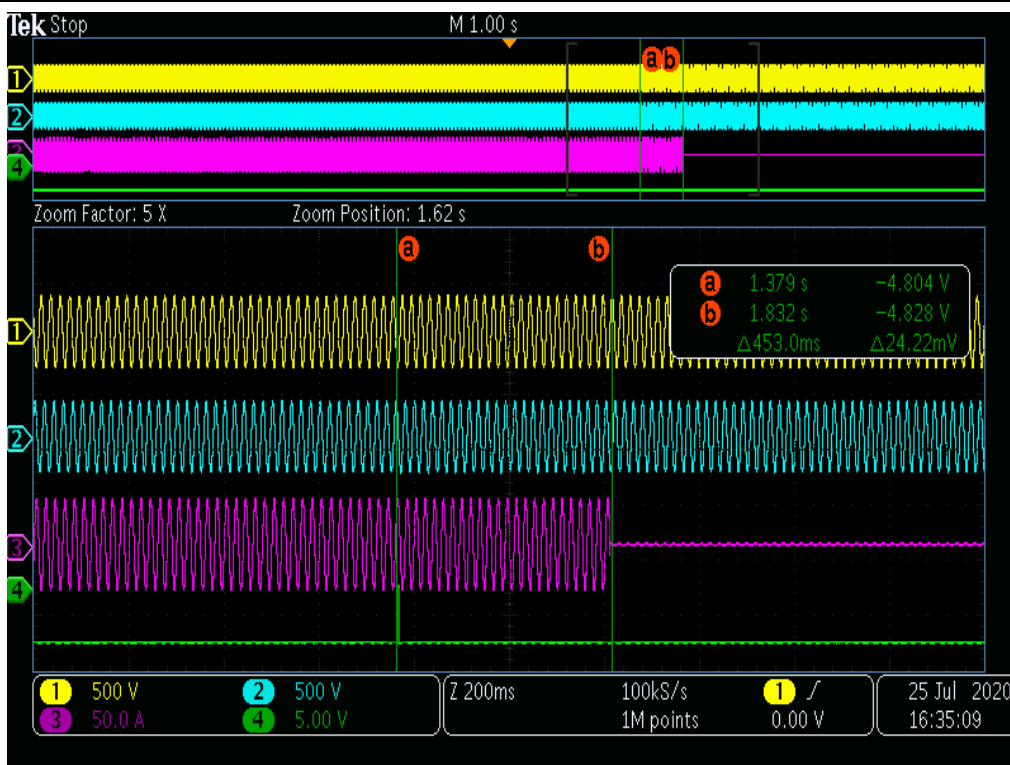 Tek Stop M 1.00 s
a b
1
2
3
4
Zoom Factor: 5 X Zoom Position: 1.62 s
a b
a 1.379 s -4.804 V
b 1.832 s -4.828 V
Δ453.0ms Δ24.22mV
1
2
3
4
1 500 V 2 500 V Z 200ms 100kS/s 1 0.00 V 25 Jul 2020
3 50.0 A 4 5.00 V 1M points 16:35:09